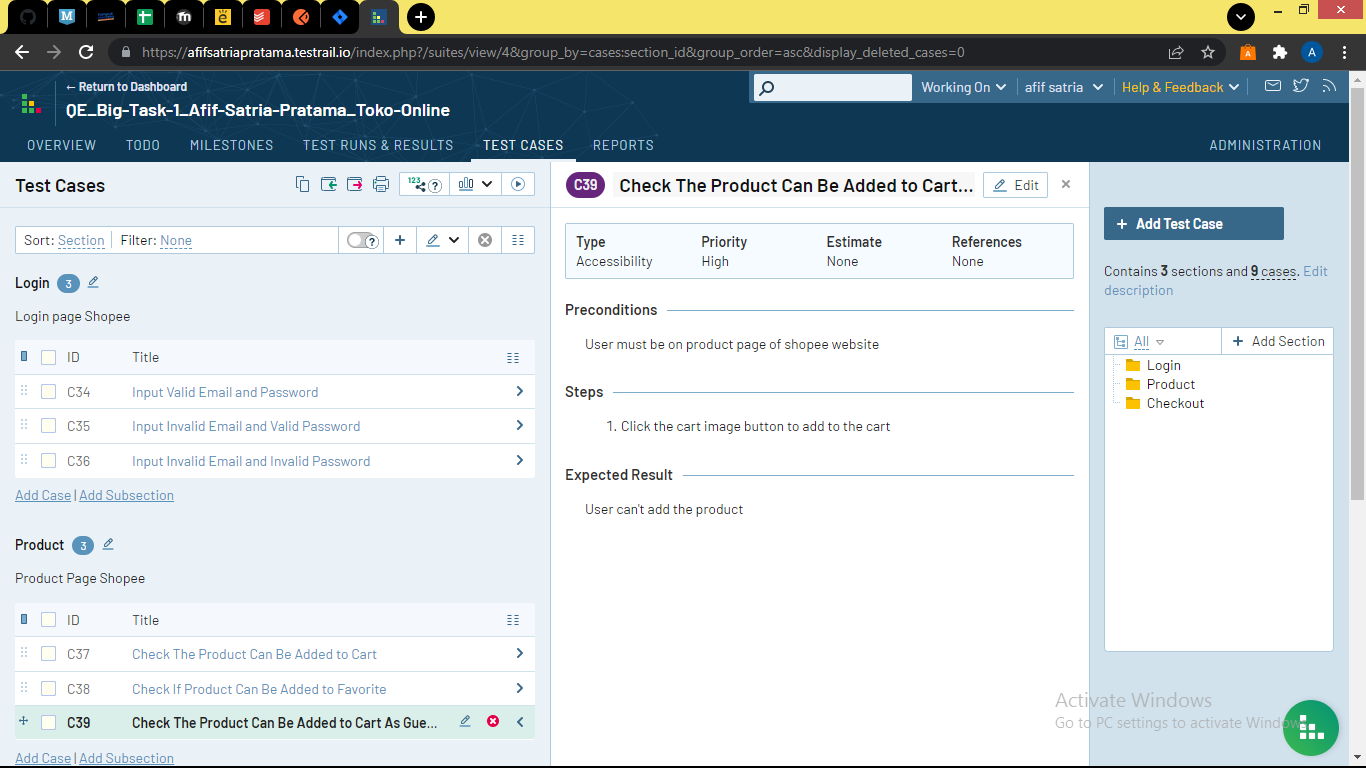 https://afifsatriapratama.testrail.io/index.php?/suites/view/4&group_by=cases:section_id&group_order=asc&display_deleted_cases=0
A
← Return to Dashboard
QE_Big-Task-1_Afif-Satria-Pratama_Toko-Online
Working On
afif satria
Help & Feedback
OVERVIEW
TODO
MILESTONES
TEST RUNS & RESULTS
TEST CASES
REPORTS
ADMINISTRATION
Test Cases
123
?
Sort: Section
Filter: None
?
Login 3
Login page Shopee
ID Title
C34 Input Valid Email and Password
C35 Input Invalid Email and Valid Password
C36 Input Invalid Email and Invalid Password
Add Case | Add Subsection
Product 3
Product Page Shopee
ID Title
C37 Check The Product Can Be Added to Cart
C38 Check If Product Can Be Added to Favorite
C39 Check The Product Can Be Added to Cart As Gue...
Add Case | Add Subsection
C39 Check The Product Can Be Added to Cart...
Edit
Type Priority Estimate References
Accessibility High None None
Preconditions
User must be on product page of shopee website
Steps
1. Click the cart image button to add to the cart
Expected Result
User can't add the product
+ Add Test Case
Contains 3 sections and 9 cases. Edit
description
All
+ Add Section
Login
Product
Checkout
Activate Windows
Go to PC settings to activate Windows.